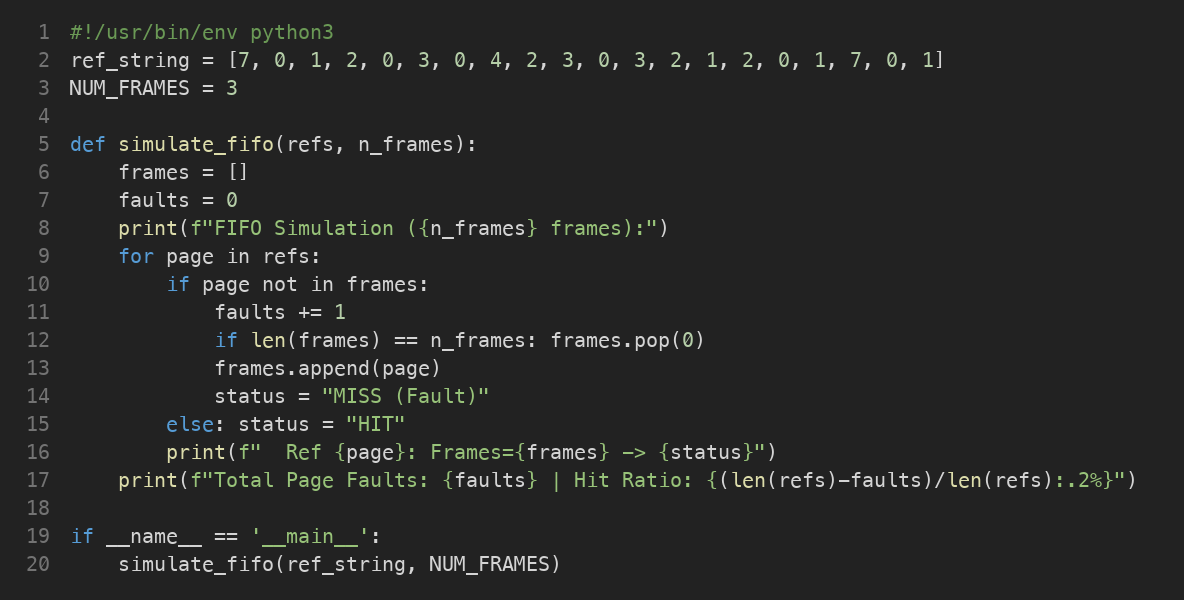 1 #!/usr/bin/env python3
2 ref_string = [7, 0, 1, 2, 0, 3, 0, 4, 2, 3, 0, 3, 2, 1, 2, 0, 1, 7, 0, 1]
3 NUM_FRAMES = 3
4
5 def simulate_fifo(refs, n_frames):
6     frames = []
7     faults = 0
8     print(f"FIFO Simulation ({n_frames} frames):")
9     for page in refs:
10         if page not in frames:
11             faults += 1
12             if len(frames) == n_frames: frames.pop(0)
13             frames.append(page)
14             status = "MISS (Fault)"
15         else: status = "HIT"
16         print(f"  Ref {page}: Frames={frames} -> {status}")
17     print(f"Total Page Faults: {faults} | Hit Ratio: {(len(refs)-faults)/len(refs):.2%}")
18
19 if __name__ == '__main__':
20     simulate_fifo(ref_string, NUM_FRAMES)